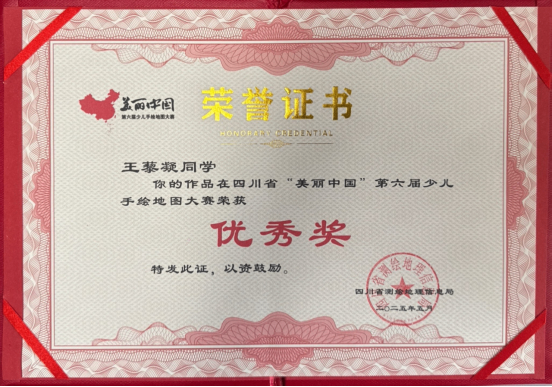 美丽中国
第六届少儿手绘地图大赛
荣誉证书
HONORARY CREDENTIAL
王藜凝同学
你的作品在四川省“美丽中国”第六届少儿
手绘地图大赛荣获
优秀奖
特发此证，以资鼓励。
四川省测绘地理信息局
二〇二五年五月